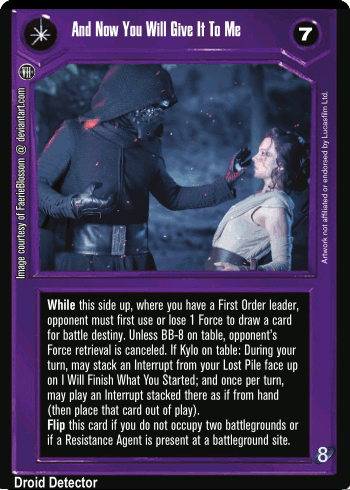 And Now You Will Give It To Me
7
VH
Image courtesy of FaerieBlossom @ deviantart.com
Artwork not affiliated or endorsed by Lucasfilm Ltd.
While this side up, where you have a First Order leader,
opponent must first use or lose 1 Force to draw a card
for battle destiny. Unless BB-8 on table, opponent's
Force retrieval is canceled. If Kylo on table: During your
turn, may stack an Interrupt from your Lost Pile face up
on I Will Finish What You Started; and once per turn,
may play an Interrupt stacked there as if from hand
(then place that card out of play).
Flip this card if you do not occupy two battlegrounds or
if a Resistance Agent is present at a battleground site.
8
Droid Detector